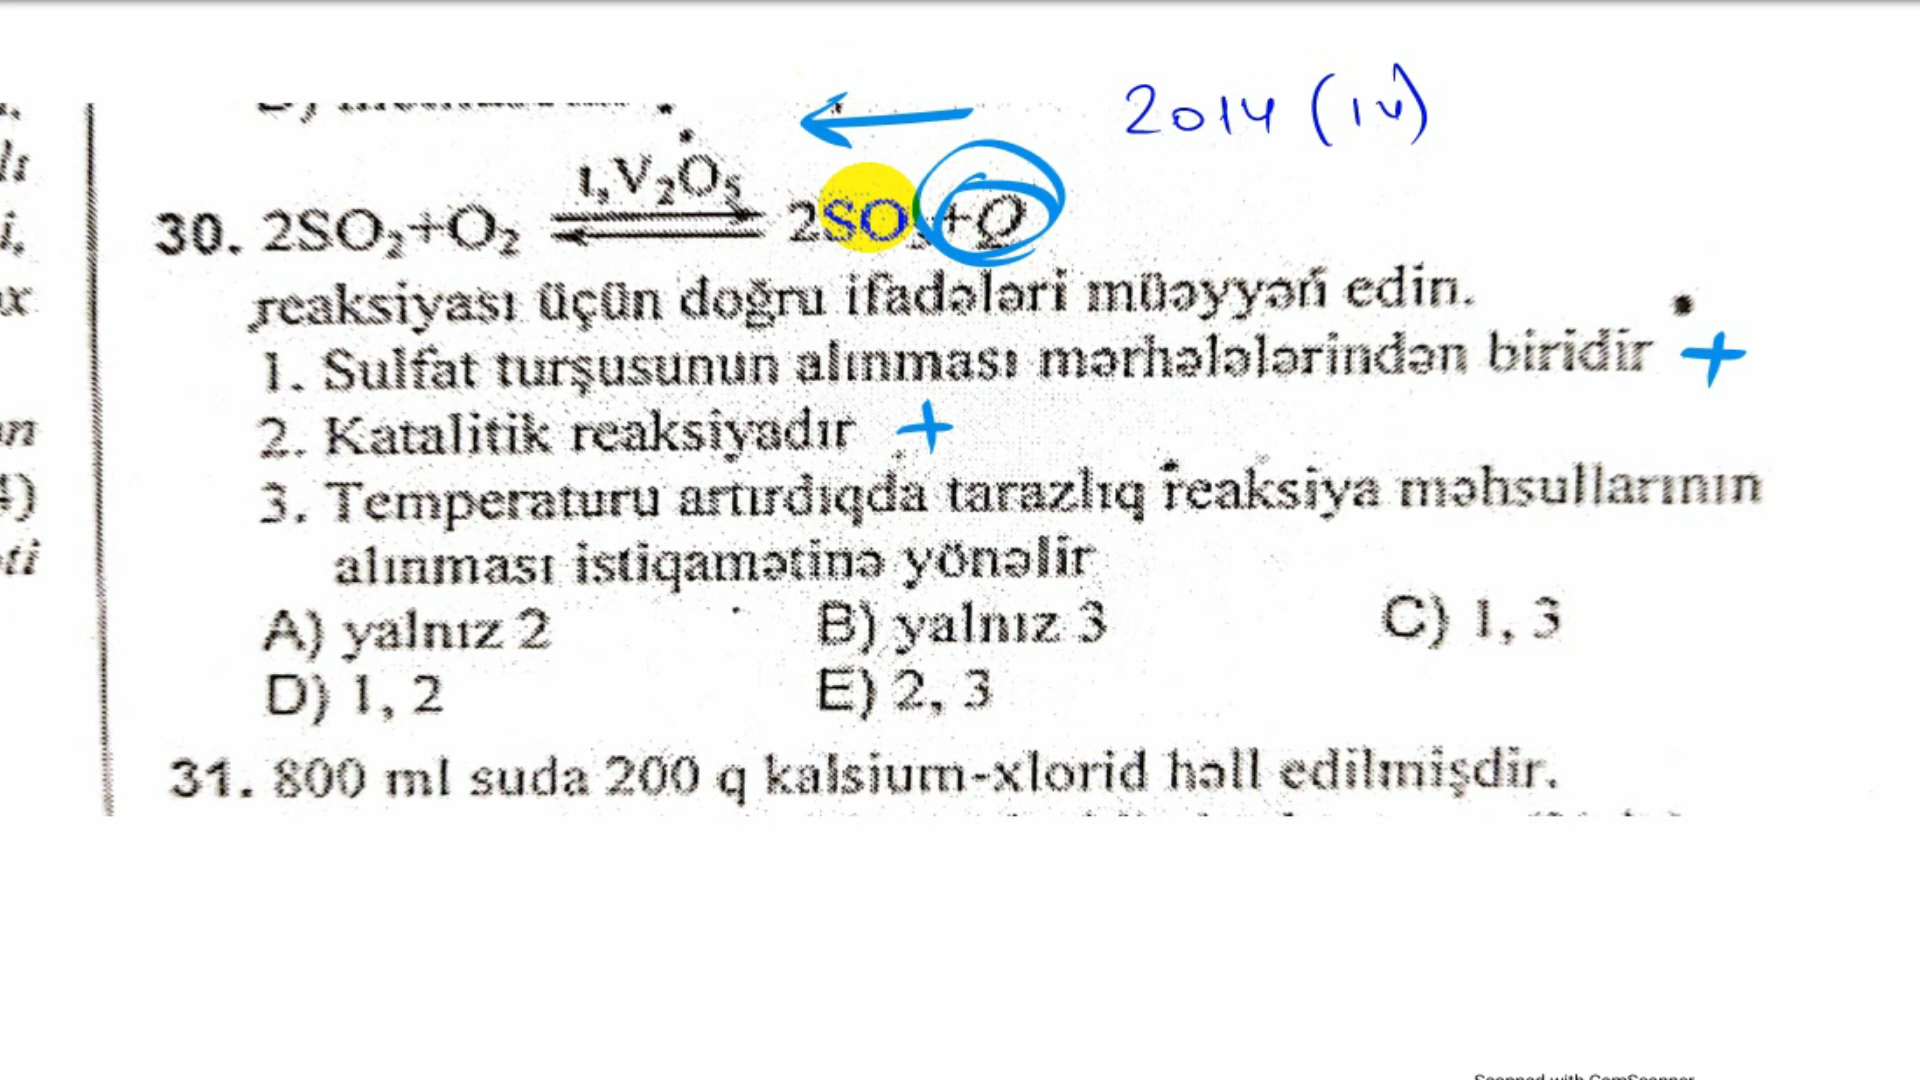 2014 (IV)
t, V₂O₅
30. 2SO₂+O₂ ⇌ 2SO₃+Q
reaksiyası üçün doğru ifadələri müəyyən edin.
1. Sulfat turşusunun alınması mərhələlərindən biridir +
2. Katalitik reaksiyadır +
3. Temperaturu artırdıqda tarazlıq reaksiya məhsullarının
alınması istiqamətinə yönəlir
A) yalnız 2 B) yalnız 3 C) 1, 3
D) 1, 2 E) 2, 3
31. 800 ml suda 200 q kalsium-xlorid həll edilmişdir.